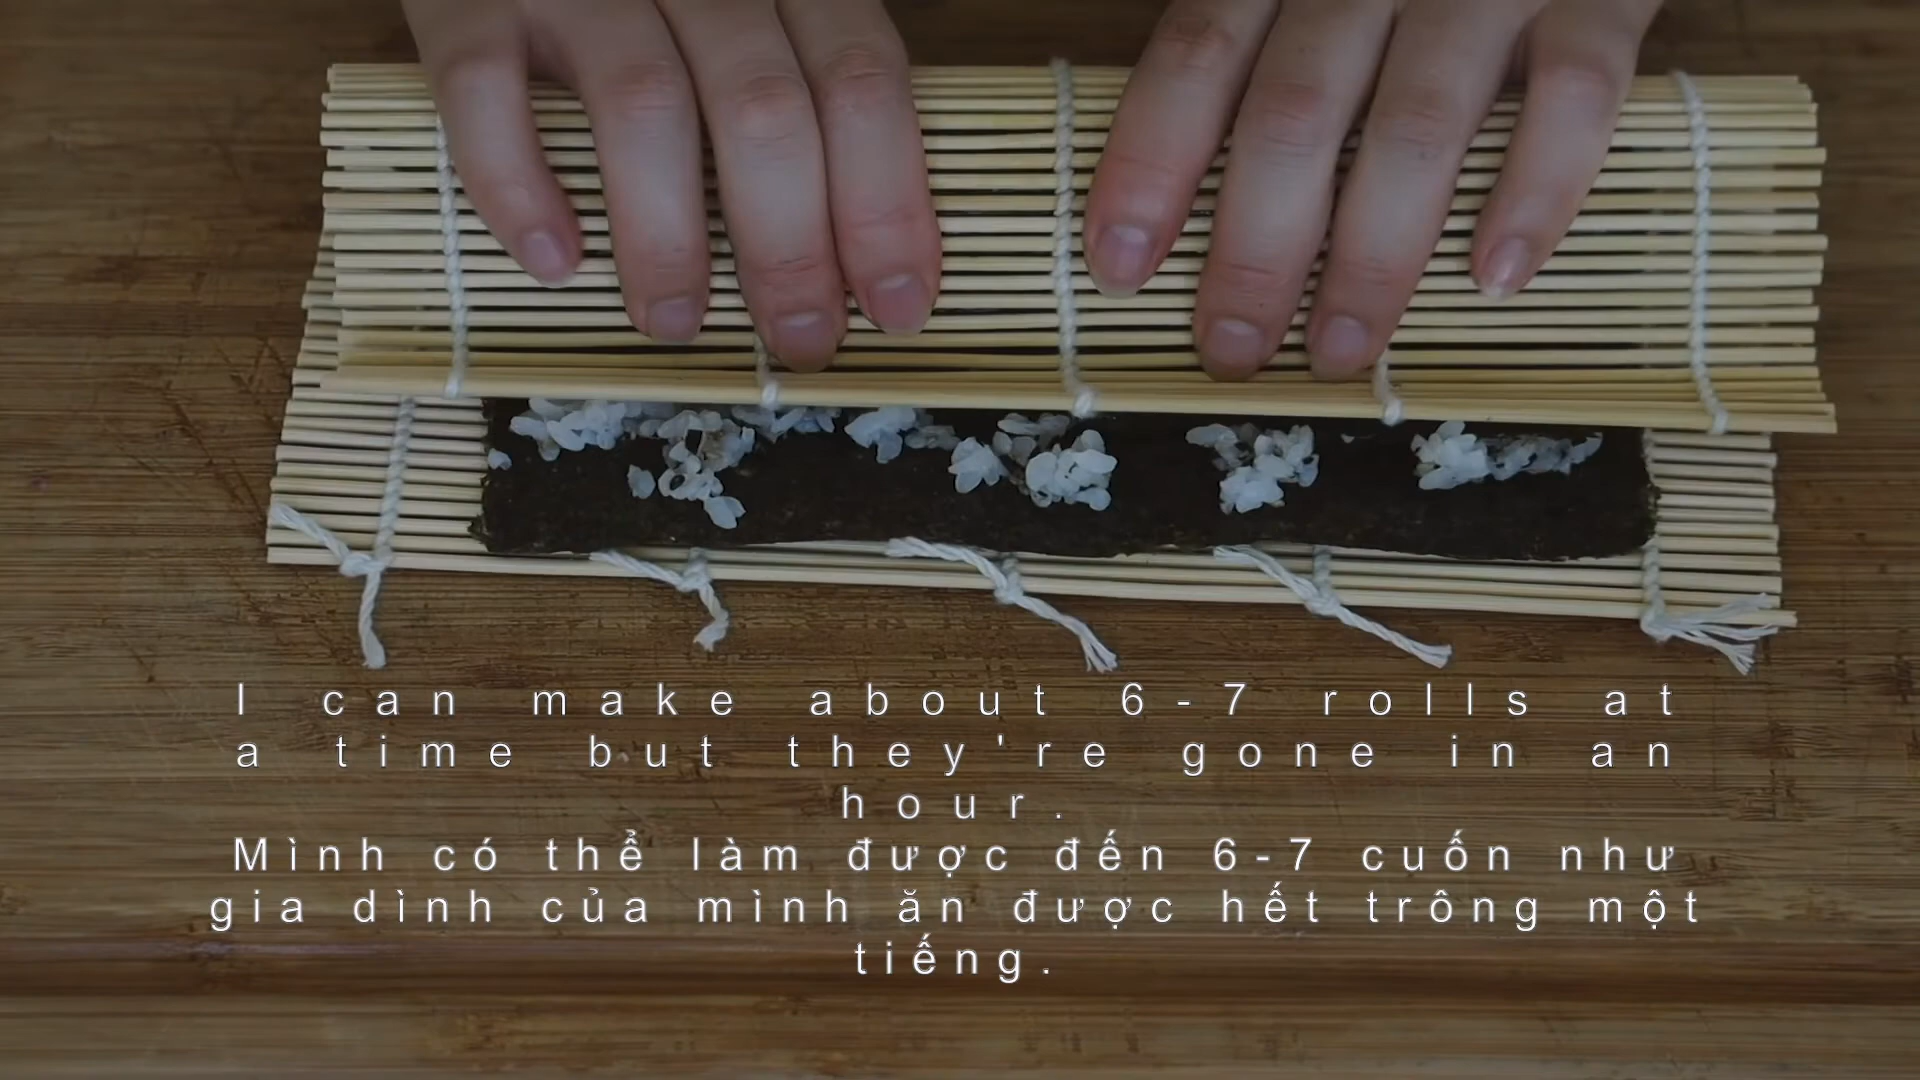 I can make about 6-7 rolls at
a time but they're gone in an
hour.
Mình có thể làm được đến 6-7 cuốn như
gia dình của mình ăn được hết trông một
tiếng.